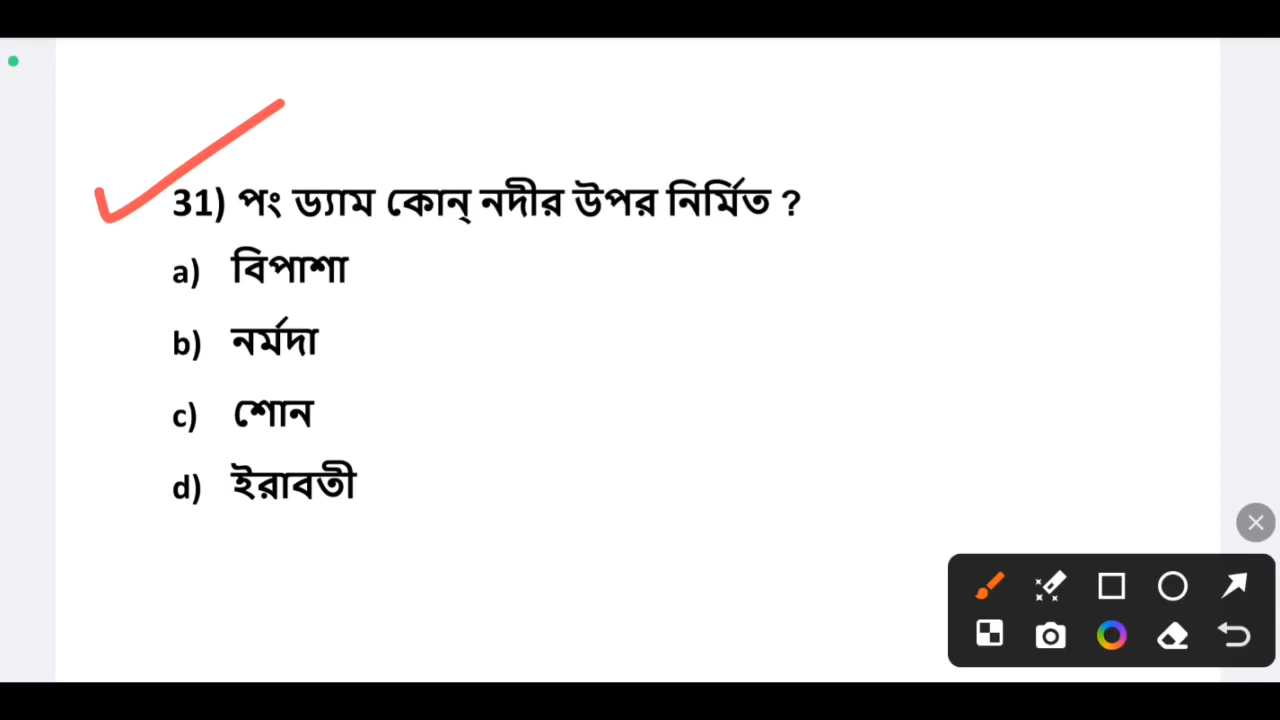 31) পং ড্যাম কোন্ নদীর উপর নির্মিত ?
a) বিপাশা
b) নর্মদা
c) শোন
d) ইরাবতী